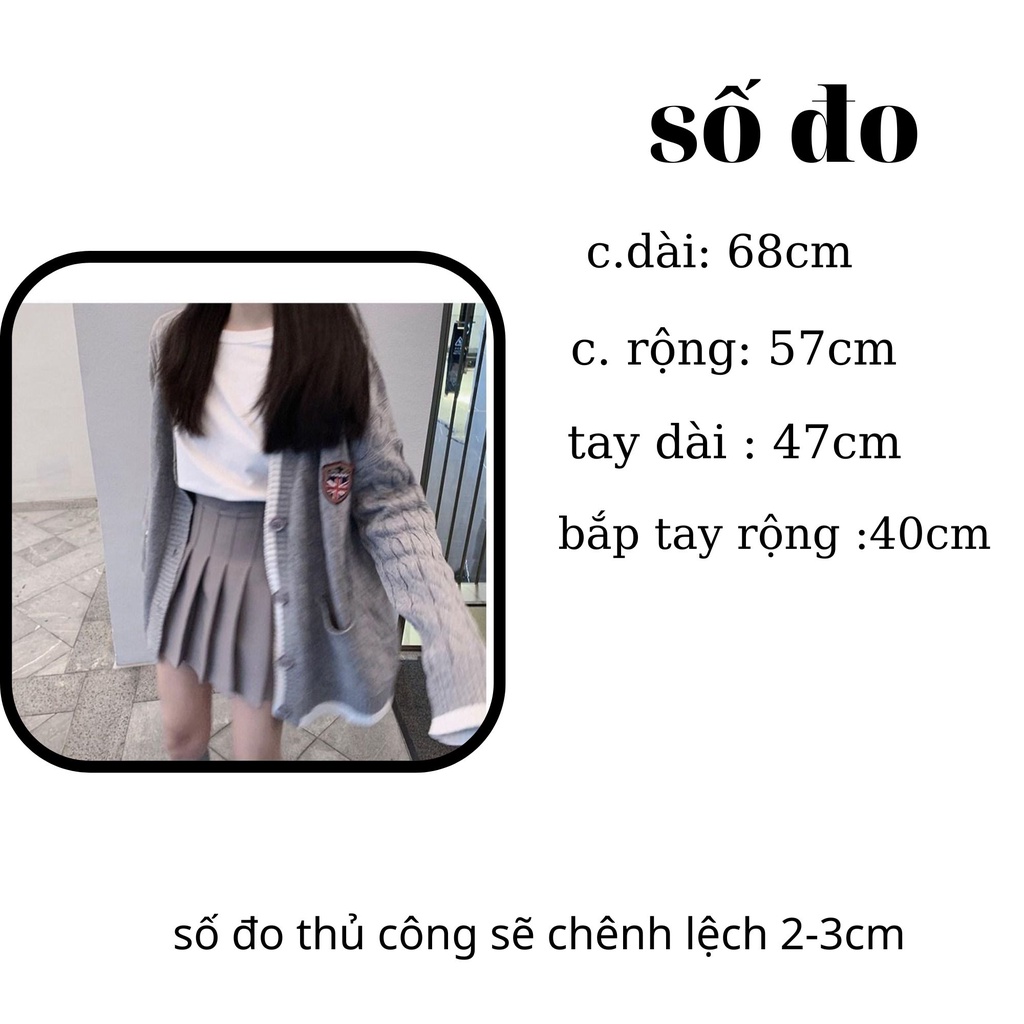 số đo
c.dài: 68cm
c. rộng: 57cm
tay dài : 47cm
bắp tay rộng :40cm
số đo thủ công sẽ chênh lệch 2-3cm